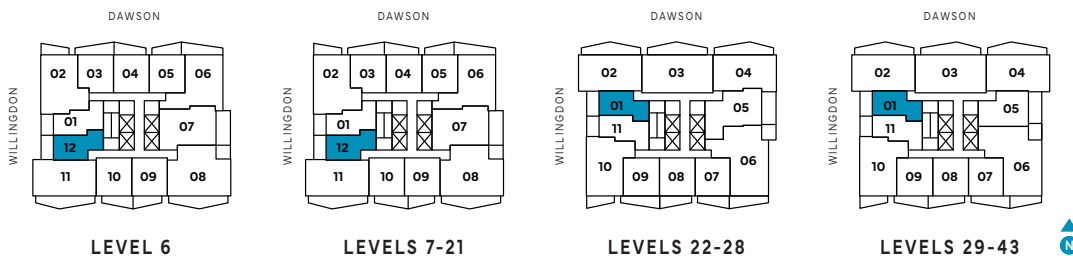 DAWSON
DAWSON
DAWSON
DAWSON
WILLINGDON
02 03 04 05 06
01
07
12
11 10 09 08
WILLINGDON
02 03 04 05 06
01
07
12
11 10 09 08
WILLINGDON
02 03 04
01
05
11
10
06
09 08 07
WILLINGDON
02 03 04
01
05
11
10
06
09 08 07
LEVEL 6
LEVELS 7-21
LEVELS 22-28
LEVELS 29-43
N